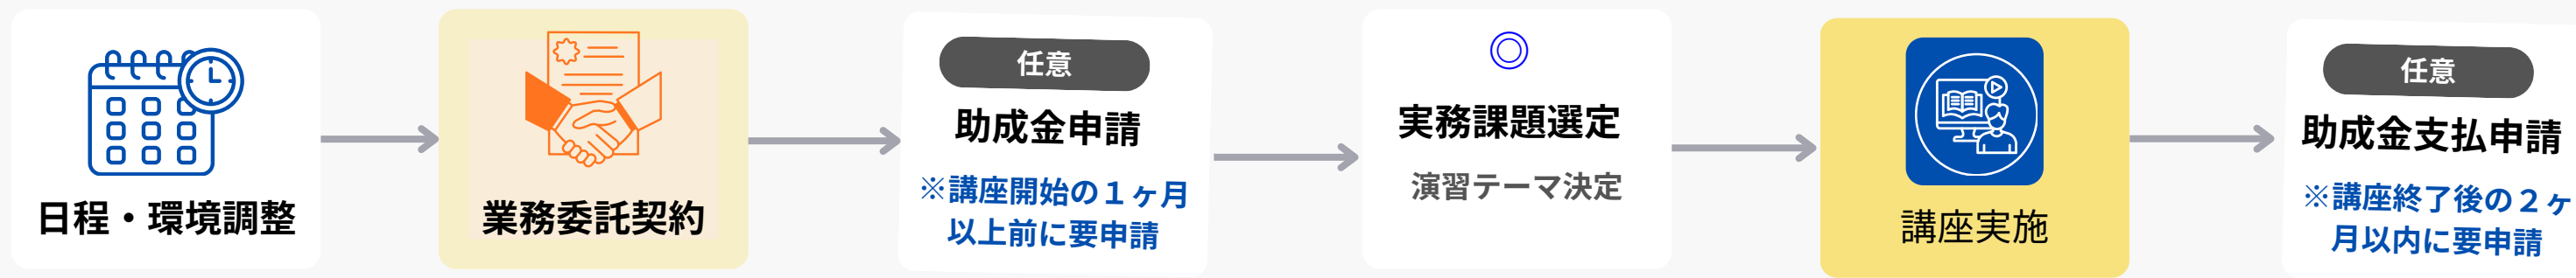 日程・環境調整
業務委託契約
任意
助成金申請
※講座開始の１ヶ月
以上前に要申請
◎
実務課題選定
演習テーマ決定
講座実施
任意
助成金支払申請
※講座終了後の２ヶ
月以内に要申請